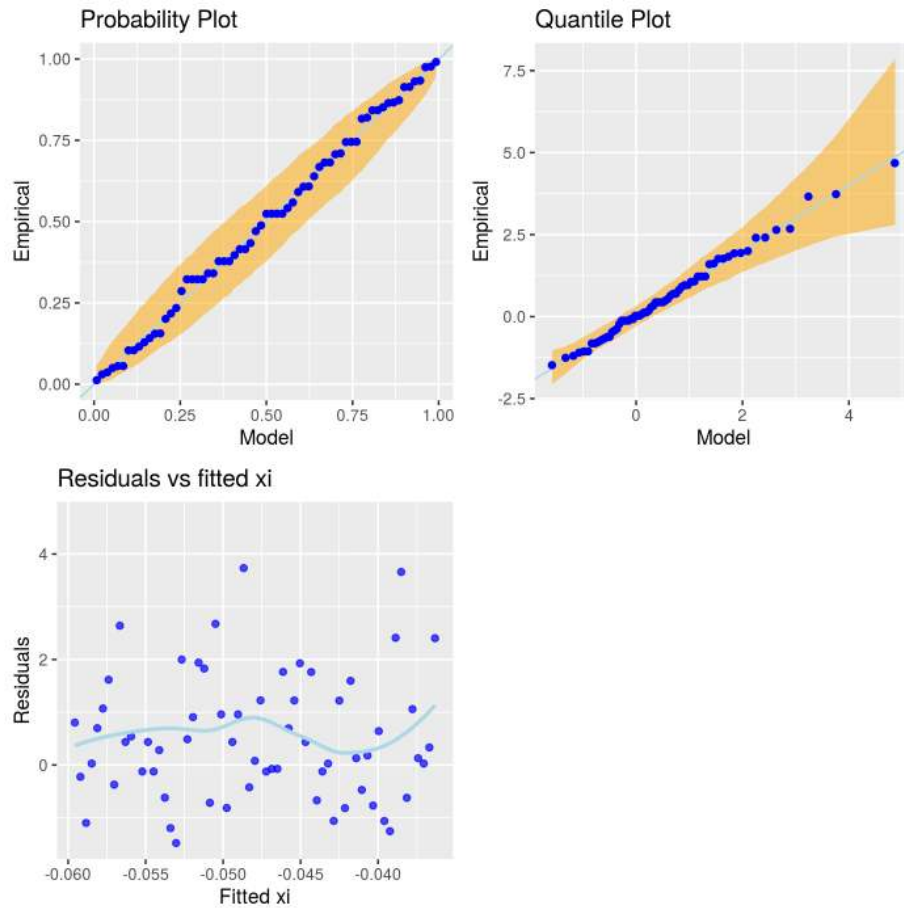 Probability Plot
1.00
0.75
0.50
0.25
0.00
Empirical
0.00 0.25 0.50 0.75 1.00
Model
Quantile Plot
7.5
5.0
2.5
0.0
-2.5
Empirical
0 2 4
Model
Residuals vs fitted xi
4
2
0
Residuals
-0.060 -0.055 -0.050 -0.045 -0.040
Fitted xi